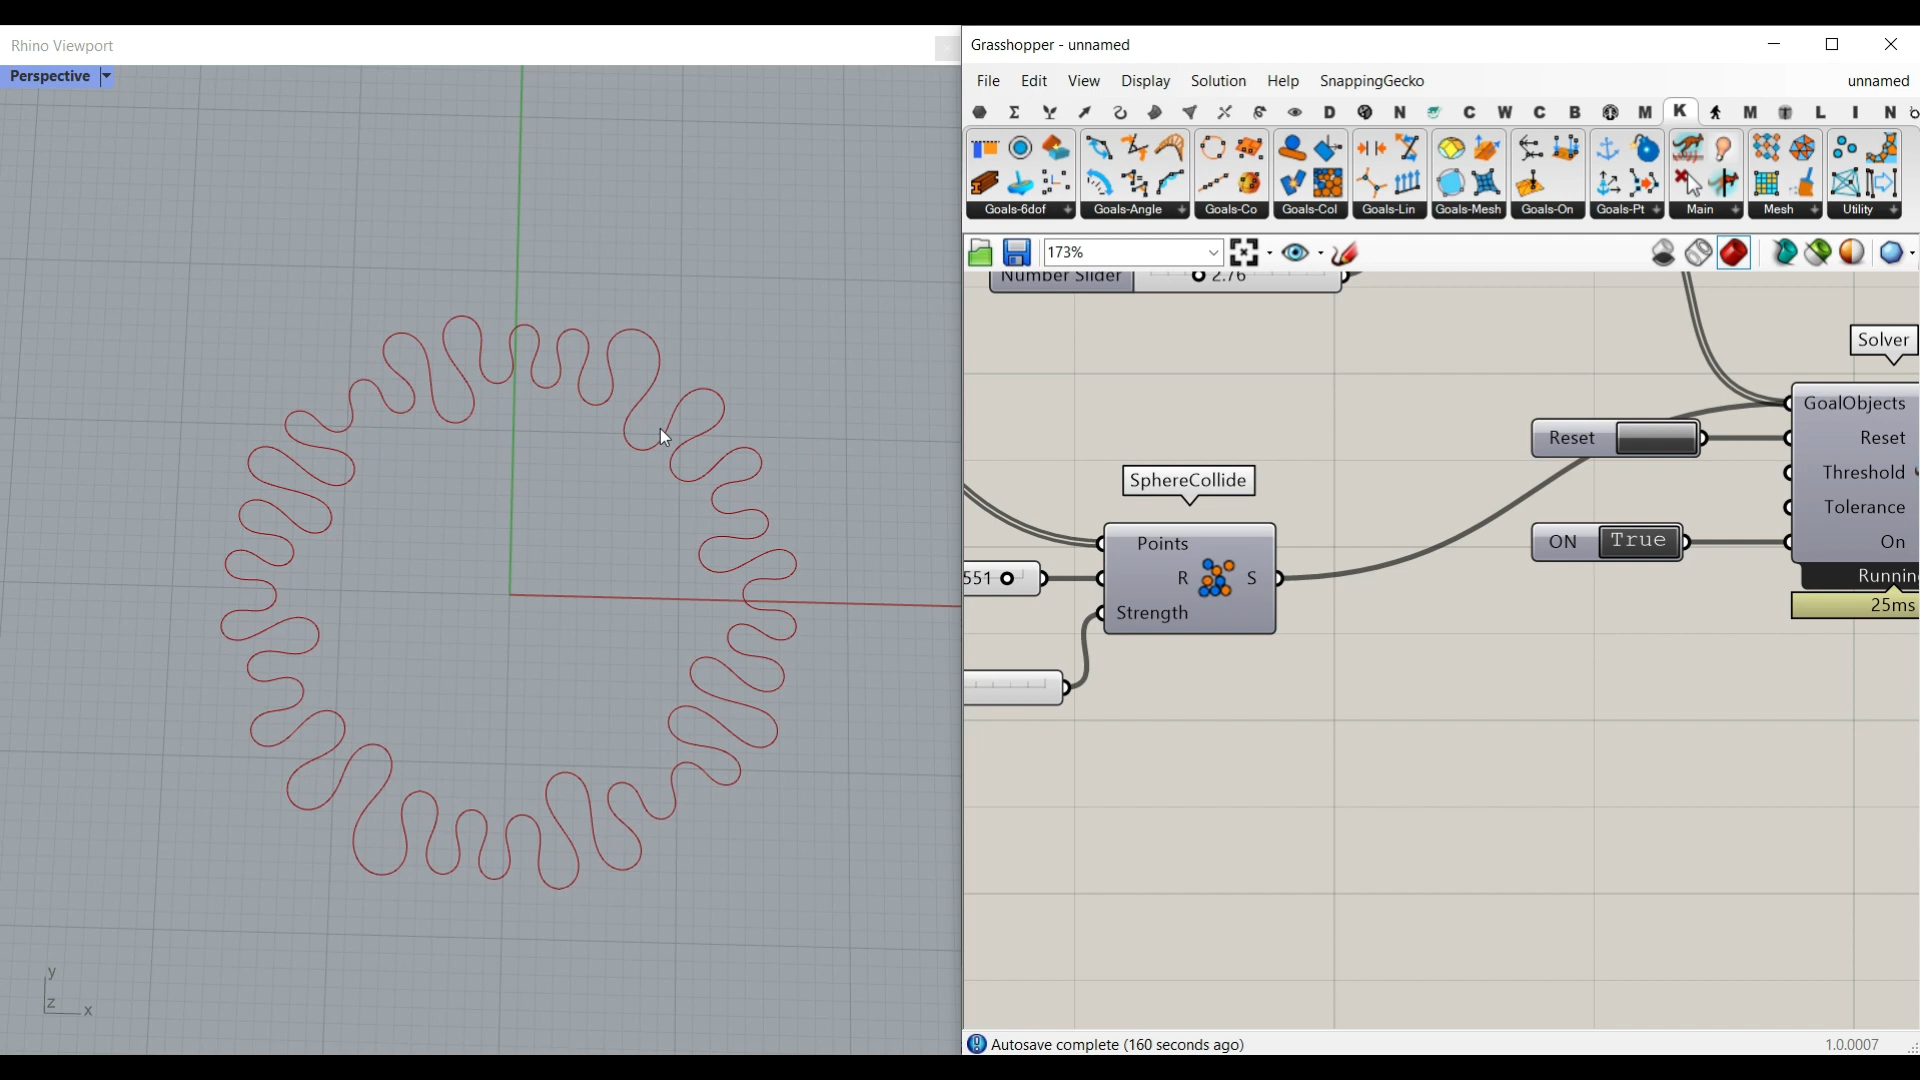 Rhino Viewport
Perspective
y
z x
Grasshopper - unnamed
File Edit View Display Solution Help SnappingGecko unnamed
D N C W C B M K M L I N
Goals-6dof Goals-Angle Goals-Co Goals-Col Goals-Lin Goals-Mesh Goals-On Goals-Pt Main Mesh Utility
173%
Number Slider 2.76
Solver
GoalObjects
Reset Reset
Threshold
SphereCollide
Tolerance
Points
ON True On
551 R S
Runnin
Strength
25ms
Autosave complete (160 seconds ago) 1.0.0007